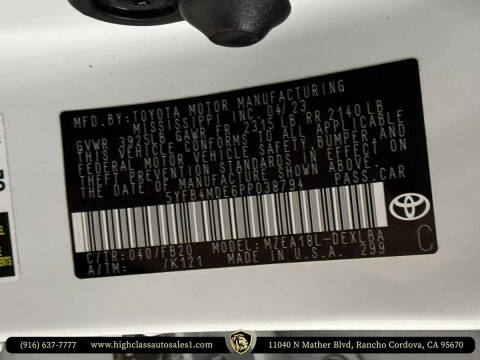 MFD.BY:TOYOTA MOTOR MANUFACTURING
MISSISSIPPI INC. 04/23
GVWR 3925LB GAWR FR 2315 LB RR 2140 LB
THIS VEHICLE CONFORMS TO ALL APPLICABLE
FEDERAL MOTOR VEHICLE SAFETY, BUMPER, AND
THEFT PREVENTION STANDARDS IN EFFECT ON
THE DATE OF MANUFACTURE SHOWN ABOVE.
5YFB4MDE6PP038794 PASS.CAR
C/TR:040/FB20 MODEL:MZEA18L-DEXLBA
A/TM: /K121 MADE IN U.S.A. 299
TOYOTA
C
(916) 637-7777 www.highclassautosales1.com 11040 N Mather Blvd, Rancho Cordova, CA 95670